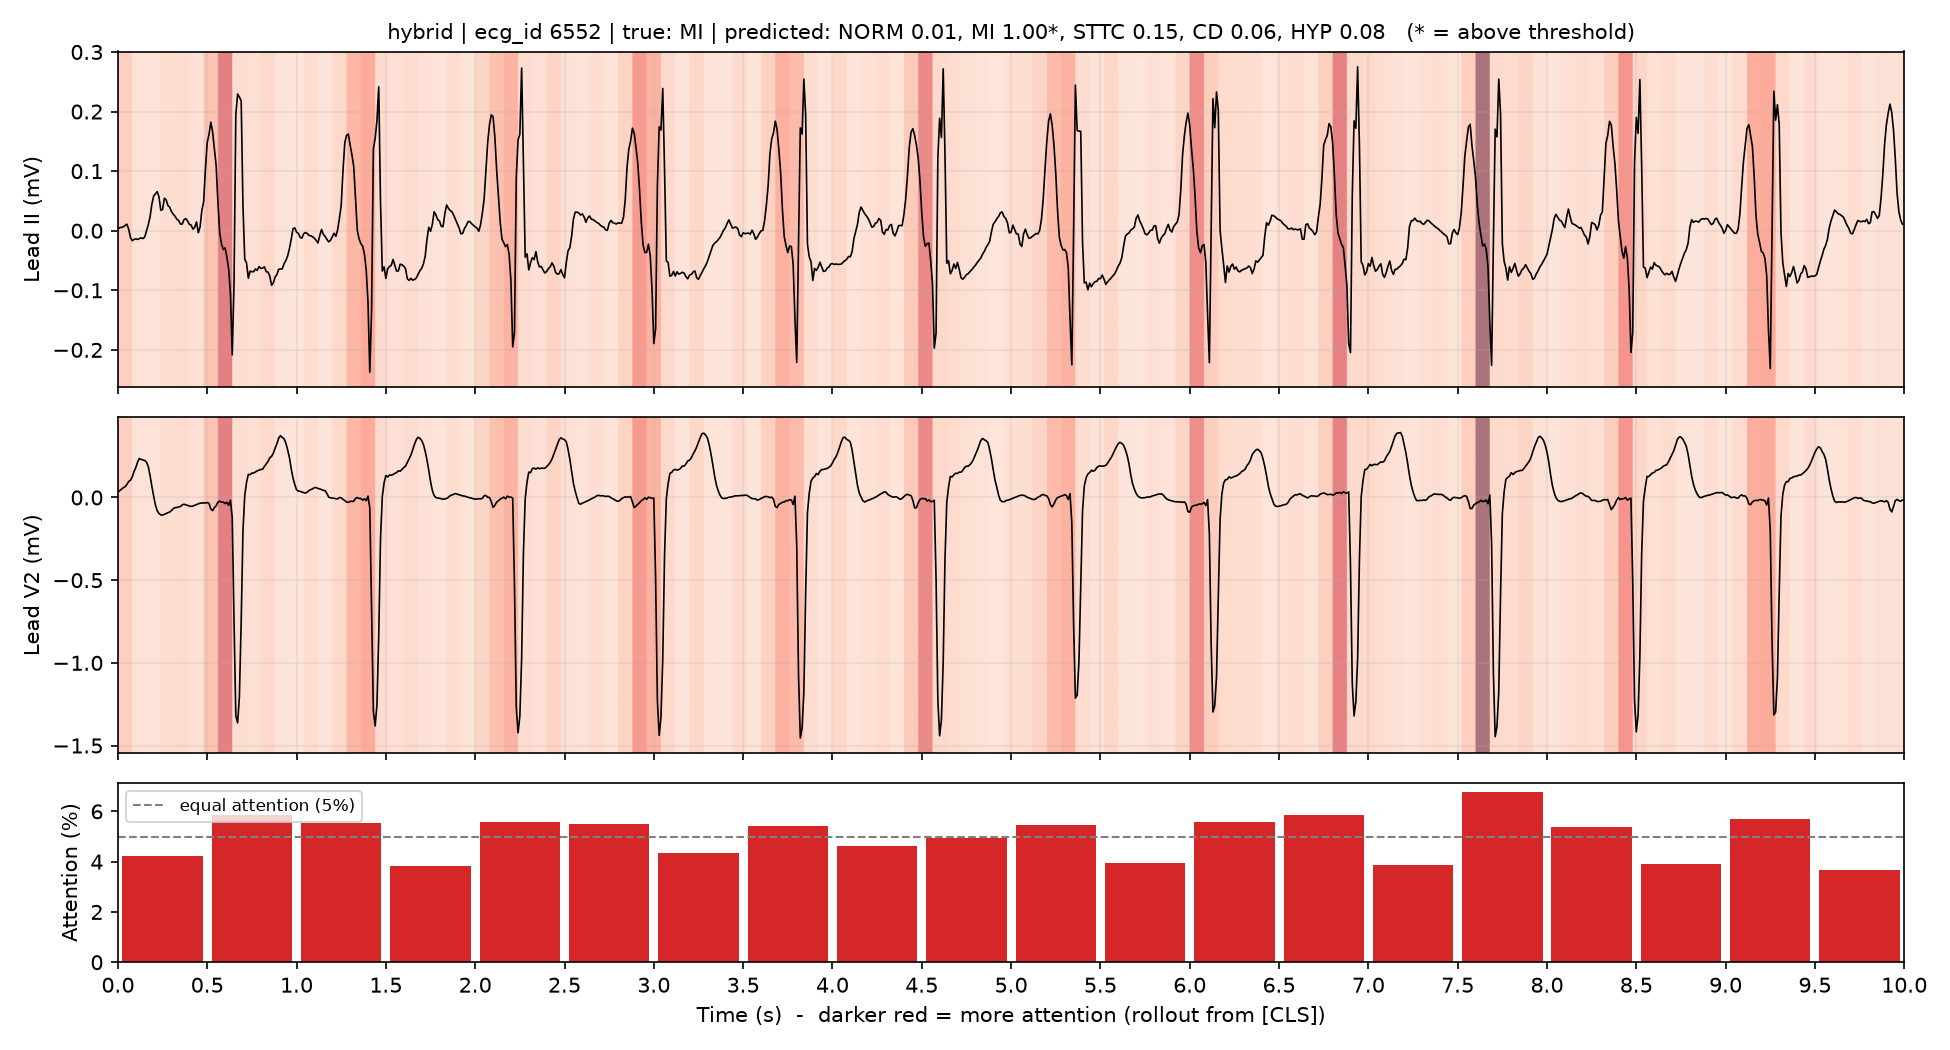 hybrid | ecg_id 6552 | true: MI | predicted: NORM 0.01, MI 1.00*, STTC 0.15, CD 0.06, HYP 0.08   (* = above threshold)
Lead II (mV)
0.3
0.2
0.1
0.0
−0.1
−0.2
Lead V2 (mV)
0.0
−0.5
−1.0
−1.5
Attention (%)
6
4
2
0
equal attention (5%)
0.0 0.5 1.0 1.5 2.0 2.5 3.0 3.5 4.0 4.5 5.0 5.5 6.0 6.5 7.0 7.5 8.0 8.5 9.0 9.5 10.0
Time (s)  -  darker red = more attention (rollout from [CLS])